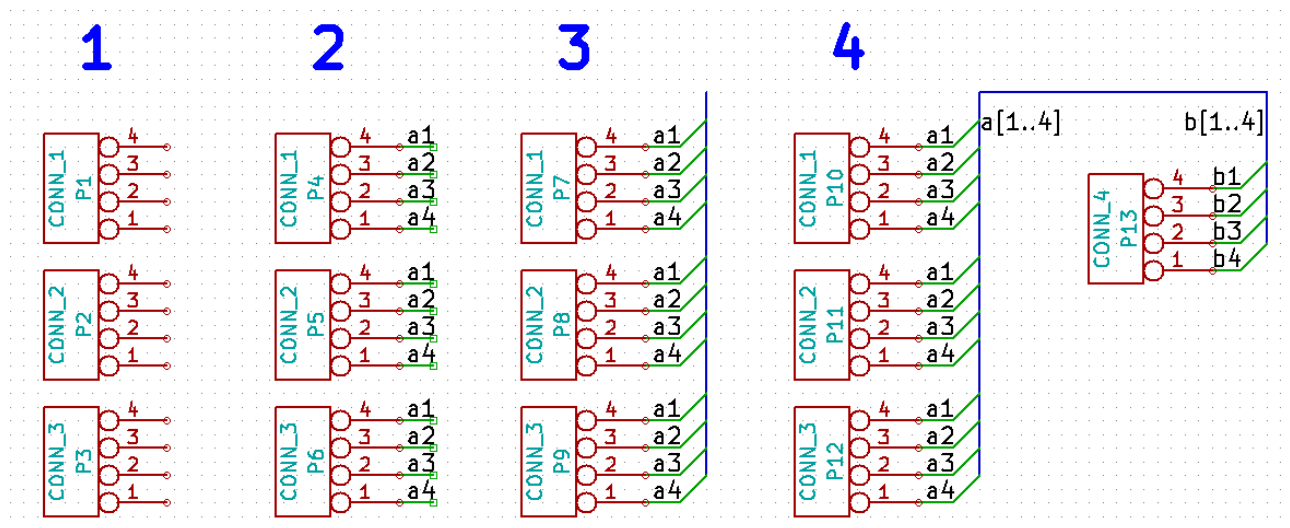 1 2 3 4
a[1..4] b[1..4]
CONN_1 P1 4 3 2 1
CONN_1 P4 4 a1 3 a2 2 a3 1 a4
CONN_1 P7 4 a1 3 a2 2 a3 1 a4
CONN_1 P10 4 a1 3 a2 2 a3 1 a4
CONN_4 P13 4 b1 3 b2 2 b3 1 b4
CONN_2 P2 4 3 2 1
CONN_2 P5 4 a1 3 a2 2 a3 1 a4
CONN_2 P8 4 a1 3 a2 2 a3 1 a4
CONN_2 P11 4 a1 3 a2 2 a3 1 a4
CONN_3 P3 4 3 2 1
CONN_3 P6 4 a1 3 a2 2 a3 1 a4
CONN_3 P9 4 a1 3 a2 2 a3 1 a4
CONN_3 P12 4 a1 3 a2 2 a3 1 a4